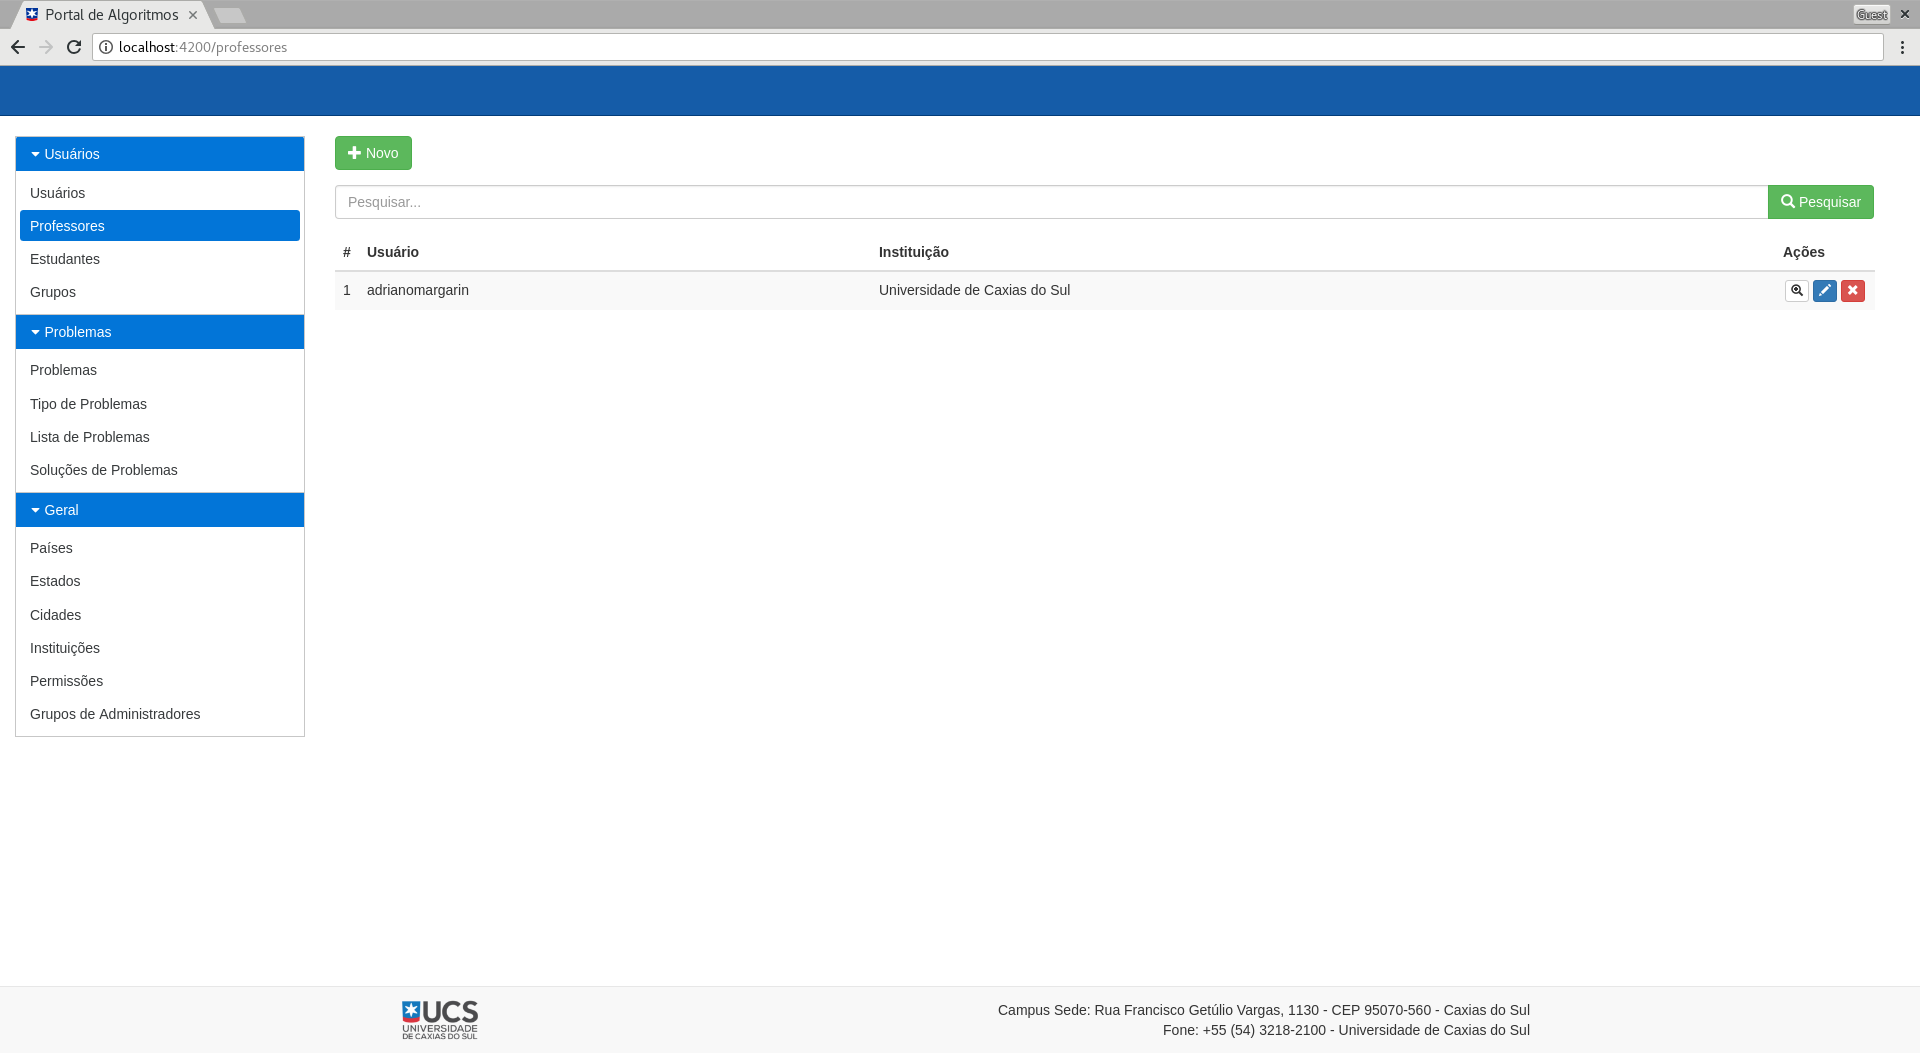 Portal de Algoritmos
Guest
localhost:4200/professores
Usuários
Usuários
Professores
Estudantes
Grupos
Problemas
Problemas
Tipo de Problemas
Lista de Problemas
Soluções de Problemas
Geral
Países
Estados
Cidades
Instituições
Permissões
Grupos de Administradores
Novo
Pesquisar...
Pesquisar
# Usuário Instituição Ações
1 adrianomargarin Universidade de Caxias do Sul
UCS
UNIVERSIDADE
DE CAXIAS DO SUL
Campus Sede: Rua Francisco Getúlio Vargas, 1130 - CEP 95070-560 - Caxias do Sul
Fone: +55 (54) 3218-2100 - Universidade de Caxias do Sul